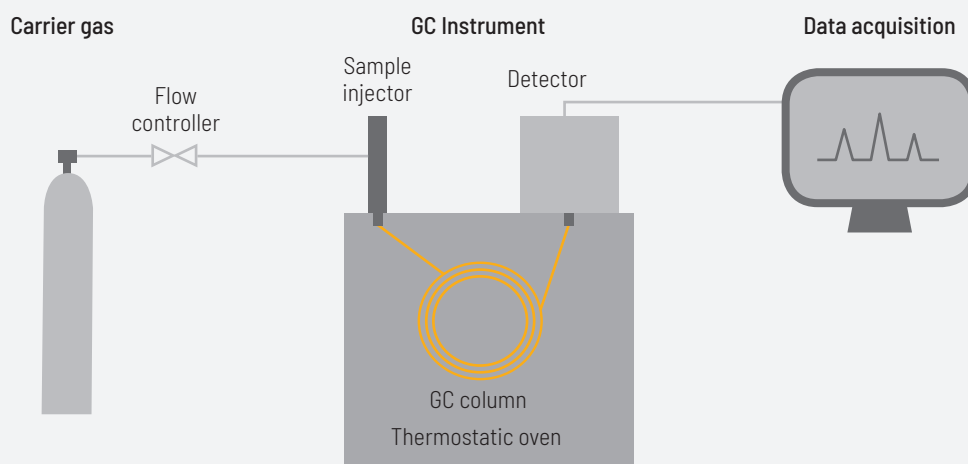 Carrier gas
GC Instrument
Data acquisition
Flow
controller
Sample
injector
Detector
GC column
Thermostatic oven